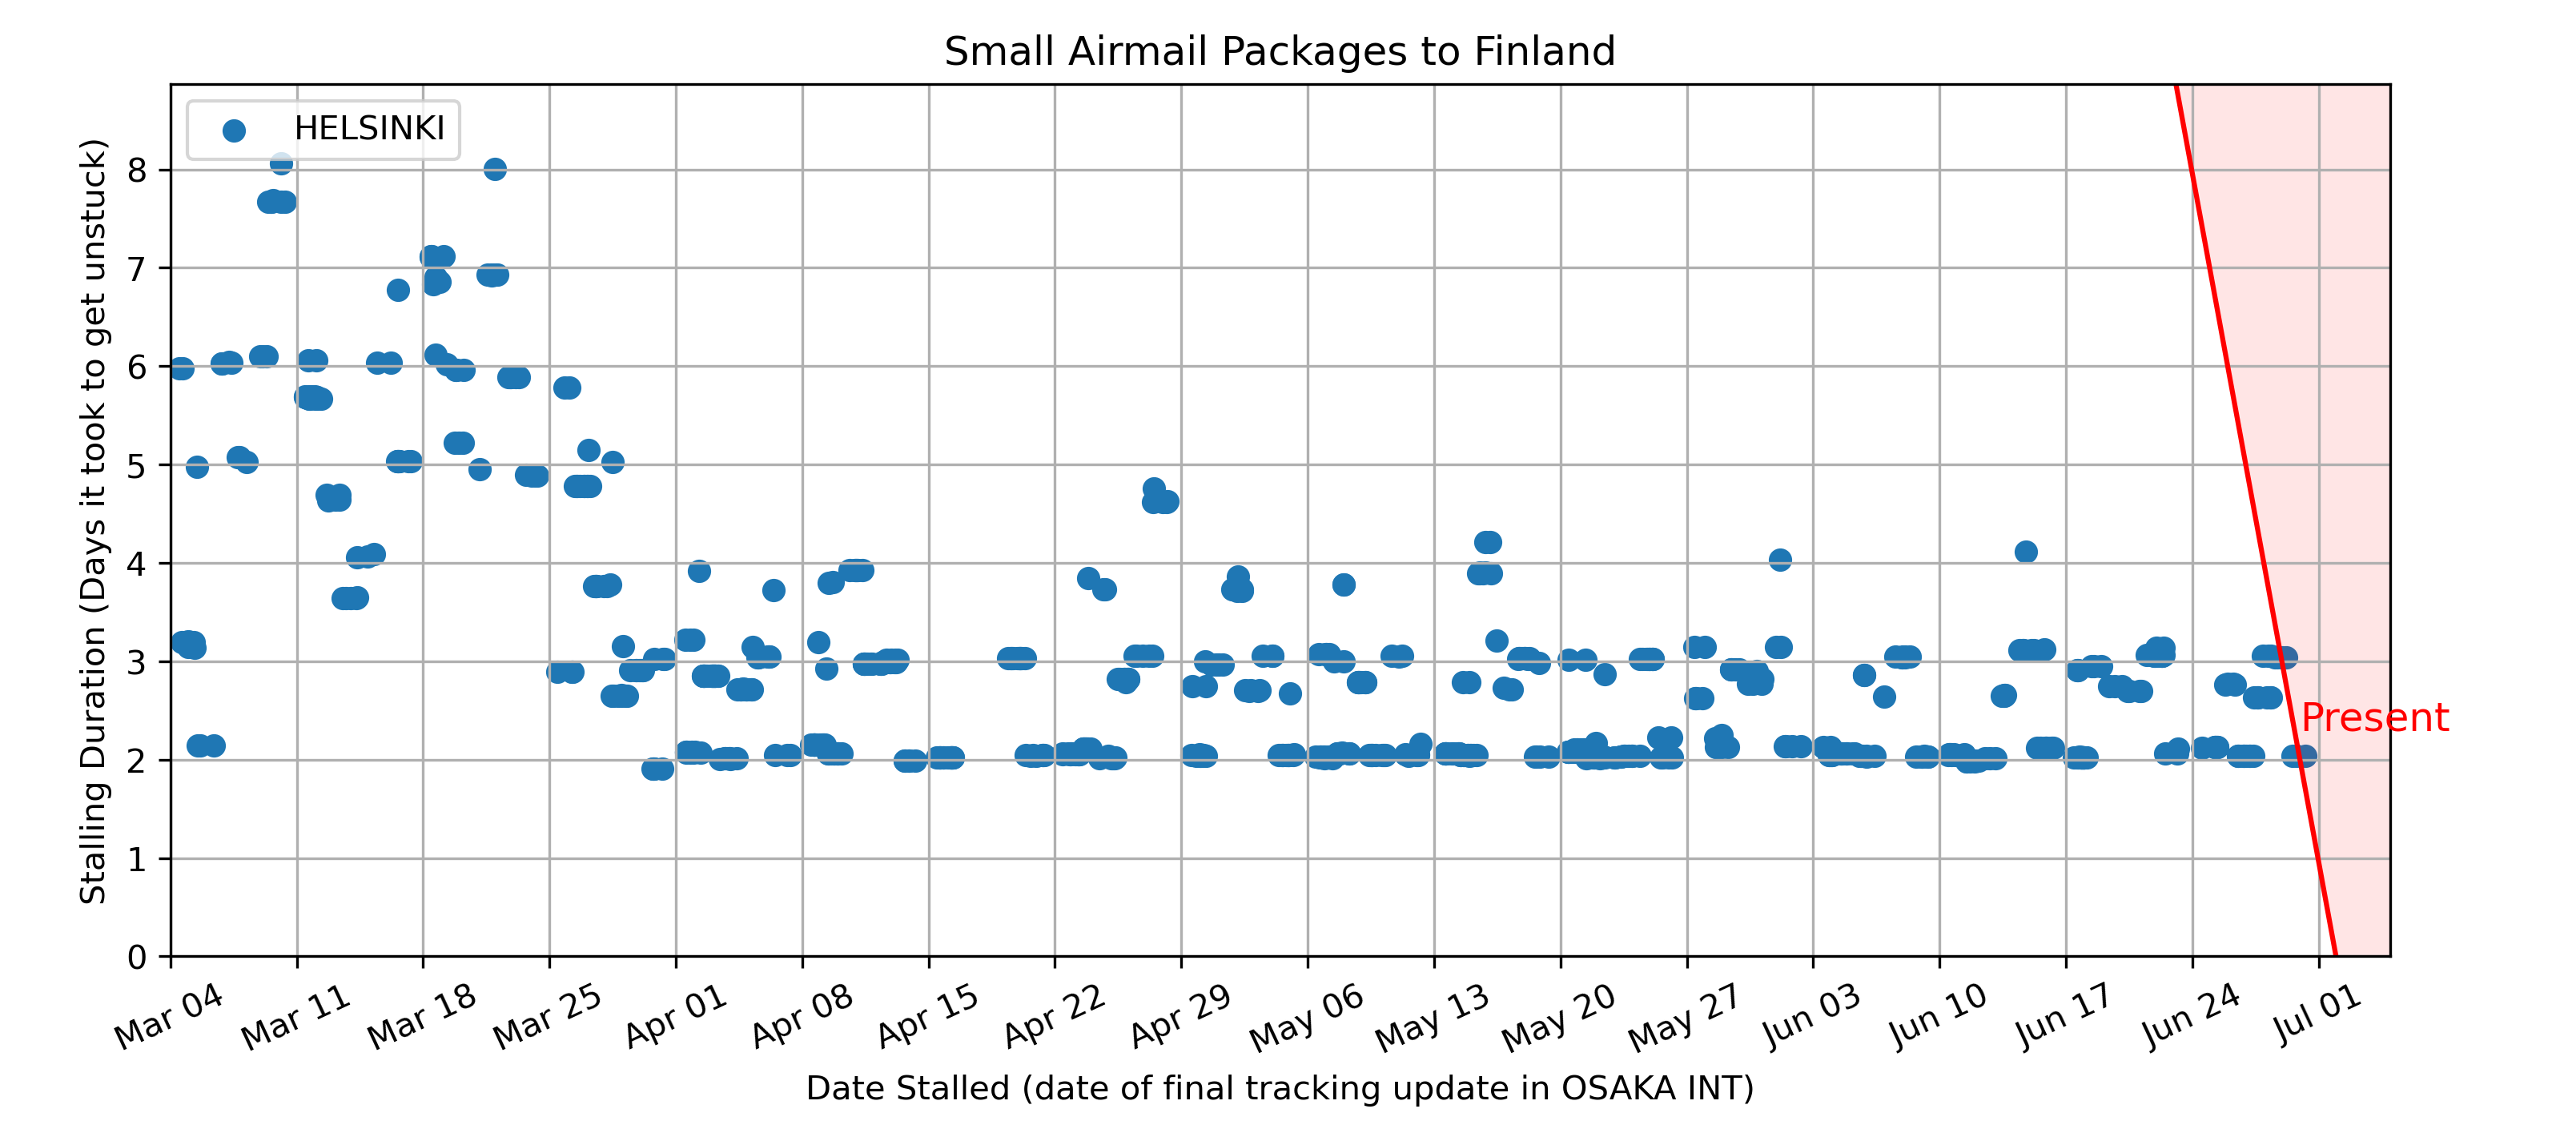 Small Airmail Packages to Finland
HELSINKI
Stalling Duration (Days it took to get unstuck)
8
7
6
5
4
3
2
1
0
Present
Mar 04
Mar 11
Mar 18
Mar 25
Apr 01
Apr 08
Apr 15
Apr 22
Apr 29
May 06
May 13
May 20
May 27
Jun 03
Jun 10
Jun 17
Jun 24
Jul 01
Date Stalled (date of final tracking update in OSAKA INT)